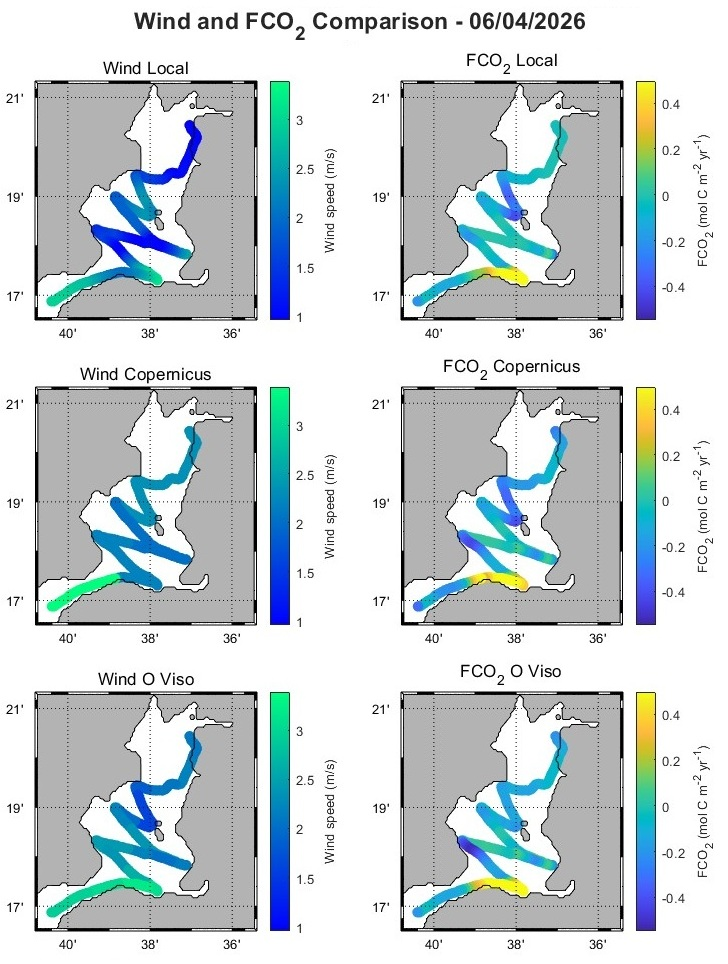 Wind and FCO2 Comparison - 06/04/2026
Wind Local
21'
19'
17'
40' 38' 36'
3
2.5
2
1.5
1
Wind speed (m/s)
FCO2 Local
21'
19'
17'
40' 38' 36'
0.4
0.2
0
-0.2
-0.4
FCO2 (mol C m-2 yr-1)
Wind Copernicus
21'
19'
17'
40' 38' 36'
3
2.5
2
1.5
1
Wind speed (m/s)
FCO2 Copernicus
21'
19'
17'
40' 38' 36'
0.4
0.2
0
-0.2
-0.4
FCO2 (mol C m-2 yr-1)
Wind O Viso
21'
19'
17'
40' 38' 36'
3
2.5
2
1.5
1
Wind speed (m/s)
FCO2 O Viso
21'
19'
17'
40' 38' 36'
0.4
0.2
0
-0.2
-0.4
FCO2 (mol C m-2 yr-1)